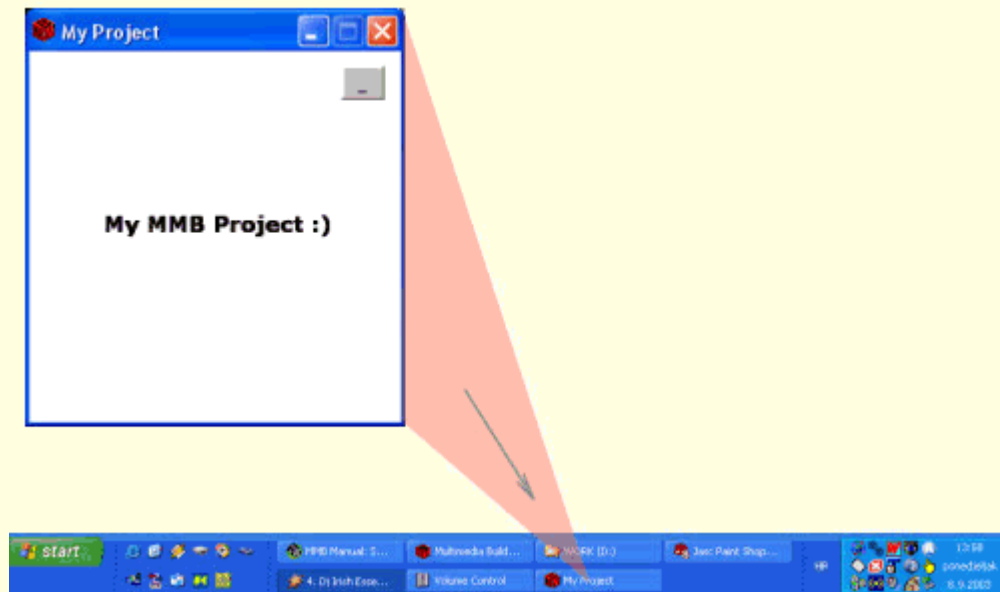 My Project
My MMB Project :)
start
MMB Manual: S...
Multimedia Build...
WORK (D:)
Jasc Paint Shop...
HR
13:58
4. Dj Irish Esse...
Volume Control
My Project
ponedjeljak
8.9.2003